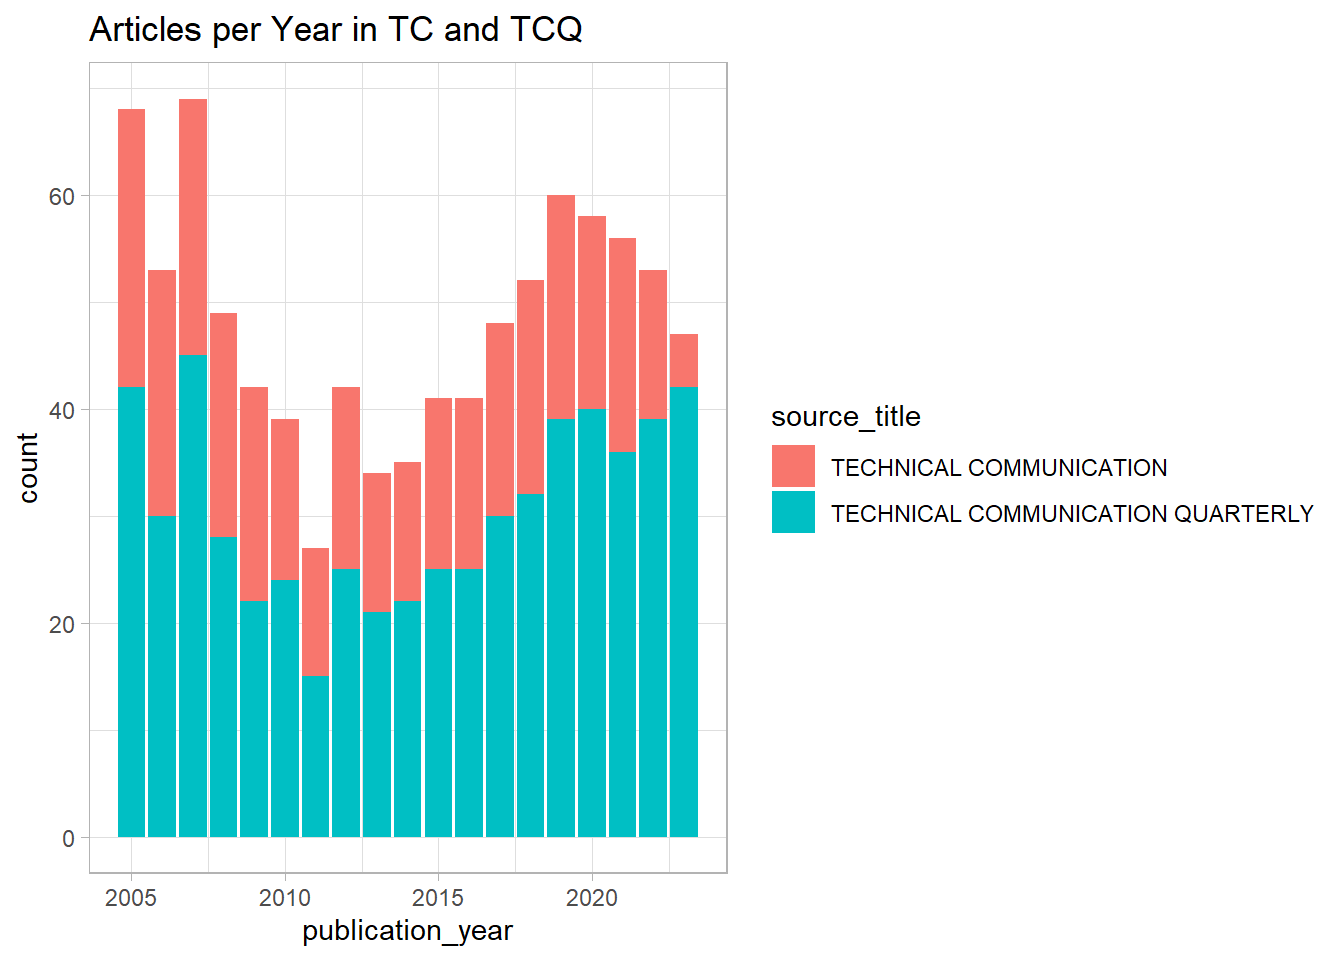 Articles per Year in TC and TCQ
60
40
20
0
count
2005 2010 2015 2020
publication_year
source_title
TECHNICAL COMMUNICATION
TECHNICAL COMMUNICATION QUARTERLY